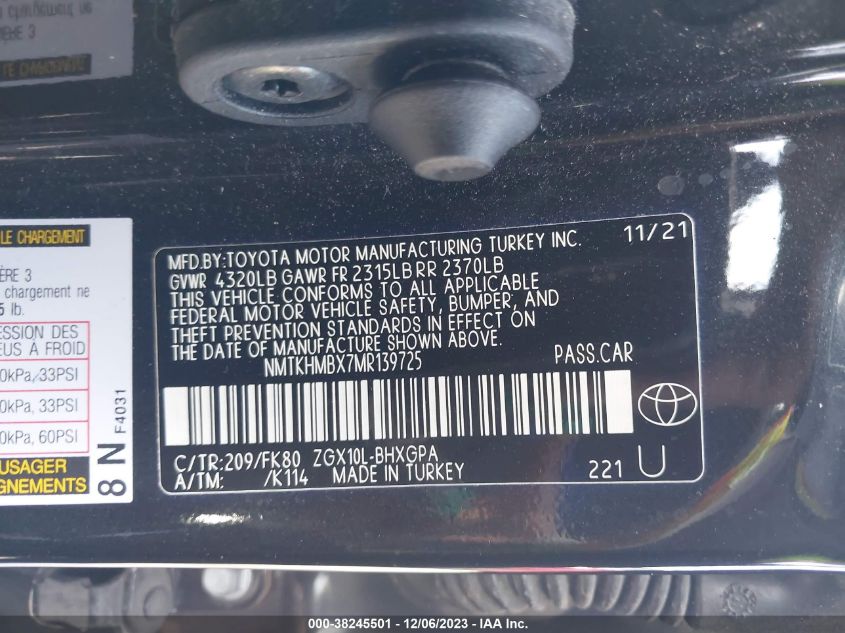 LE CHARGEMENT
ÈRE 3
chargement ne
5 lb.
ESSION DES
EUS À FROID
0kPa, 33PSI
0kPa, 33PSI
0kPa, 60PSI
USAGER
GNEMENTS
8 N
F4031
MFD.BY:TOYOTA MOTOR MANUFACTURING TURKEY INC. 11/21
GVWR 4320LB GAWR FR 2315LB RR 2370LB
THIS VEHICLE CONFORMS TO ALL APPLICABLE
FEDERAL MOTOR VEHICLE SAFETY, BUMPER, AND
THEFT PREVENTION STANDARDS IN EFFECT ON
THE DATE OF MANUFACTURE SHOWN ABOVE.
NMTKHMBX7MR139725 PASS.CAR
C/TR:209/FK80 ZGX10L-BHXGPA
A/TM: /K114 MADE IN TURKEY 221 U
000-38245501 - 12/06/2023 - IAA Inc.